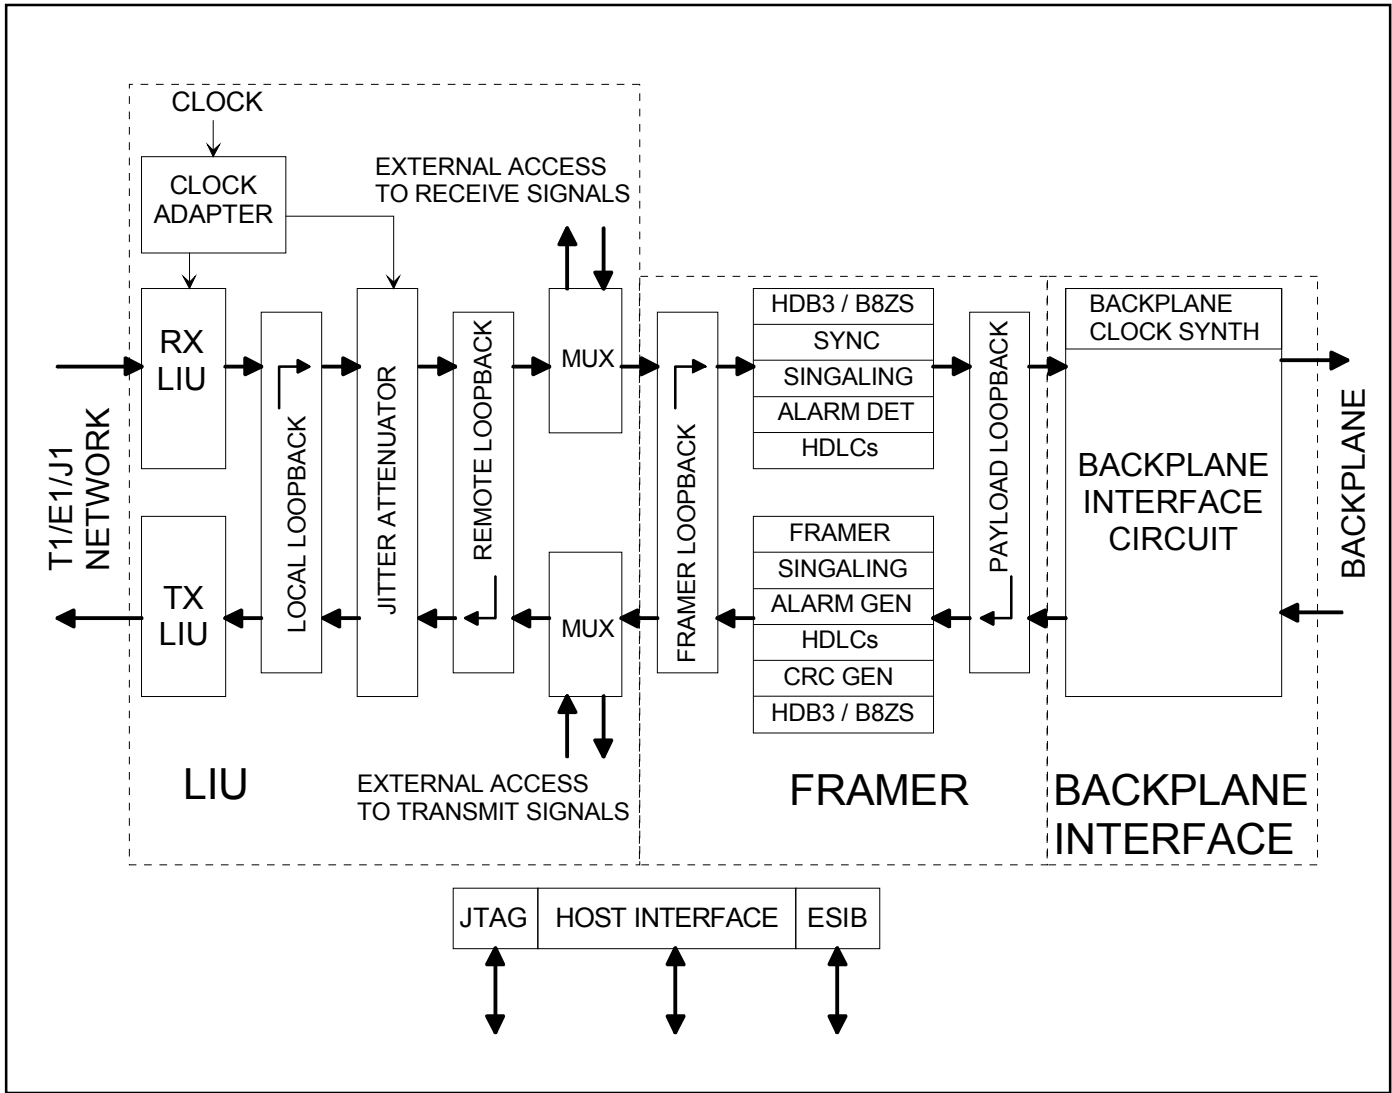 CLOCK
CLOCK
ADAPTER
EXTERNAL ACCESS
TO RECEIVE SIGNALS
RX
LIU
LOCAL LOOPBACK
JITTER ATTENUATOR
REMOTE LOOPBACK
MUX
FRAMER LOOPBACK
HDB3 / B8ZS
SYNC
SINGALING
ALARM DET
HDLCs
PAYLOAD LOOPBACK
BACKPLANE
CLOCK SYNTH
BACKPLANE
INTERFACE
CIRCUIT
BACKPLANE
T1/E1/J1
NETWORK
TX
LIU
MUX
FRAMER
SINGALING
ALARM GEN
HDLCs
CRC GEN
HDB3 / B8ZS
EXTERNAL ACCESS
TO TRANSMIT SIGNALS
LIU
FRAMER
BACKPLANE
INTERFACE
JTAG
HOST INTERFACE
ESIB